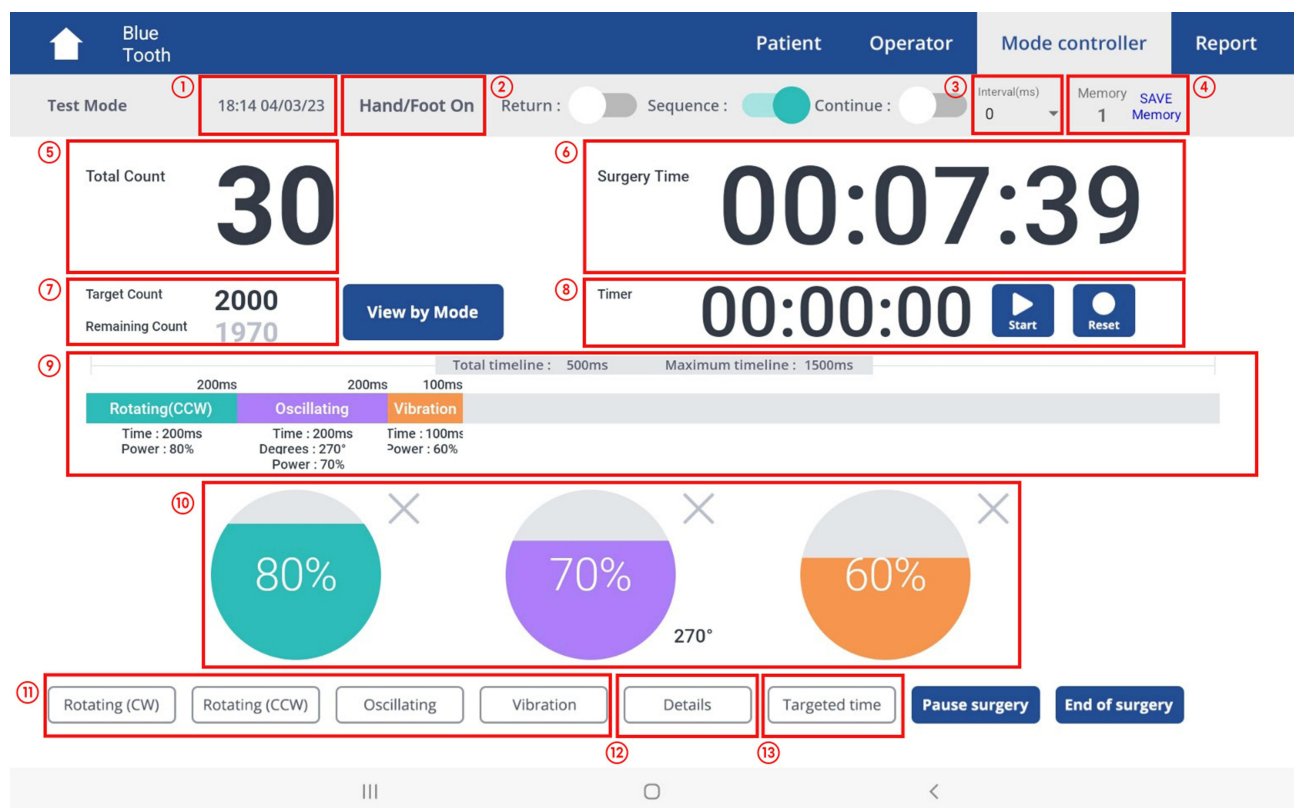 Blue
Tooth
Patient
Operator
Mode controller
Report
Test Mode
①
18:14 04/03/23
Hand/Foot On
②
Return :
Sequence :
Continue :
③
Interval(ms)
0
Memory
1
SAVE
Memory
④
⑤
Total Count
30
⑥
Surgery Time
00:07:39
⑦
Target Count
2000
Remaining Count
1970
View by Mode
⑧
Timer
00:00:00
Start
Reset
⑨
Total timeline : 500ms
Maximum timeline : 1500ms
200ms
200ms
100ms
Rotating(CCW)
Oscillating
Vibration
Time : 200ms
Power : 80%
Time : 200ms
Degrees : 270°
Power : 70%
Time : 100ms
Power : 60%
⑩
80%
70%
270°
60%
⑪
Rotating (CW)
Rotating (CCW)
Oscillating
Vibration
Details
Targeted time
Pause surgery
End of surgery
⑫
⑬